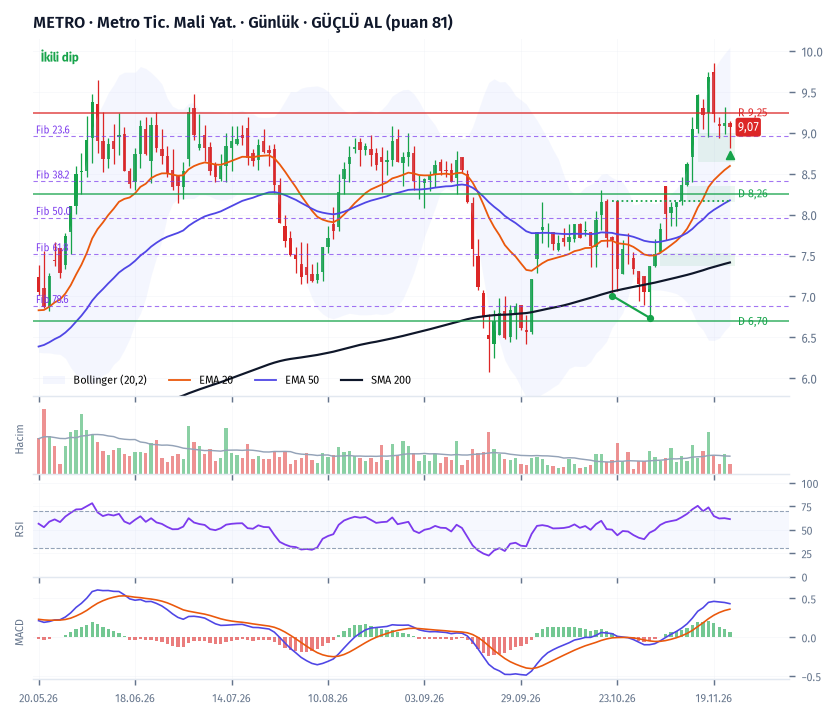 METRO · Metro Tic. Mali Yat. · Günlük · GÜÇLÜ AL (puan 81)
İkili dip
10.0
9.5
R 9,25
9,07
9.0
Fib 23.6
8.5
Fib 38.2
D 8,26
8.0
Fib 50.0
7.5
Fib 61.8
7.0
Fib 78.6
D 6,70
6.5
6.0
Bollinger (20,2) EMA 20 EMA 50 SMA 200
Hacim
RSI
100
75
50
25
0
MACD
0.5
0.0
−0.5
20.05.26 18.06.26 14.07.26 10.08.26 03.09.26 29.09.26 23.10.26 19.11.26